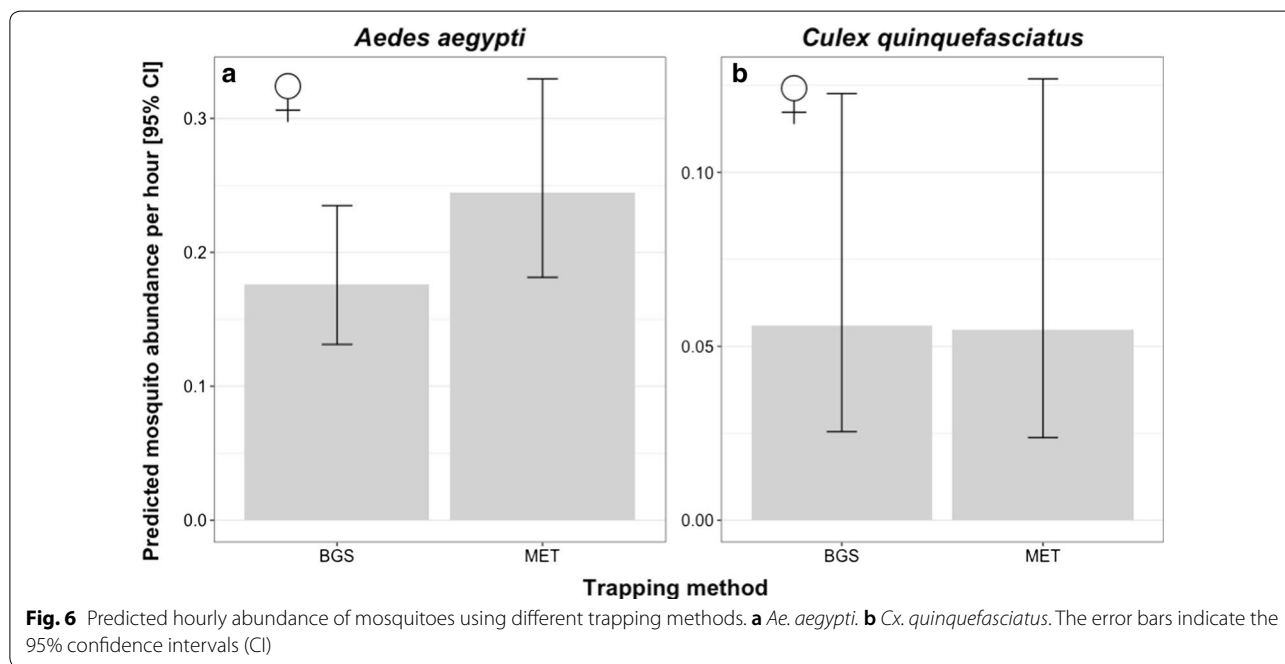 Aedes aegypti
Culex quinquefasciatus
Predicted mosquito abundance per hour [95% CI]
a
♀
0.3
0.2
0.1
0.0
BGS
MET
b
♀
0.10
0.05
0.00
BGS
MET
Trapping method
Fig. 6 Predicted hourly abundance of mosquitoes using different trapping methods. a Ae. aegypti. b Cx. quinquefasciatus. The error bars indicate the
95% confidence intervals (CI)